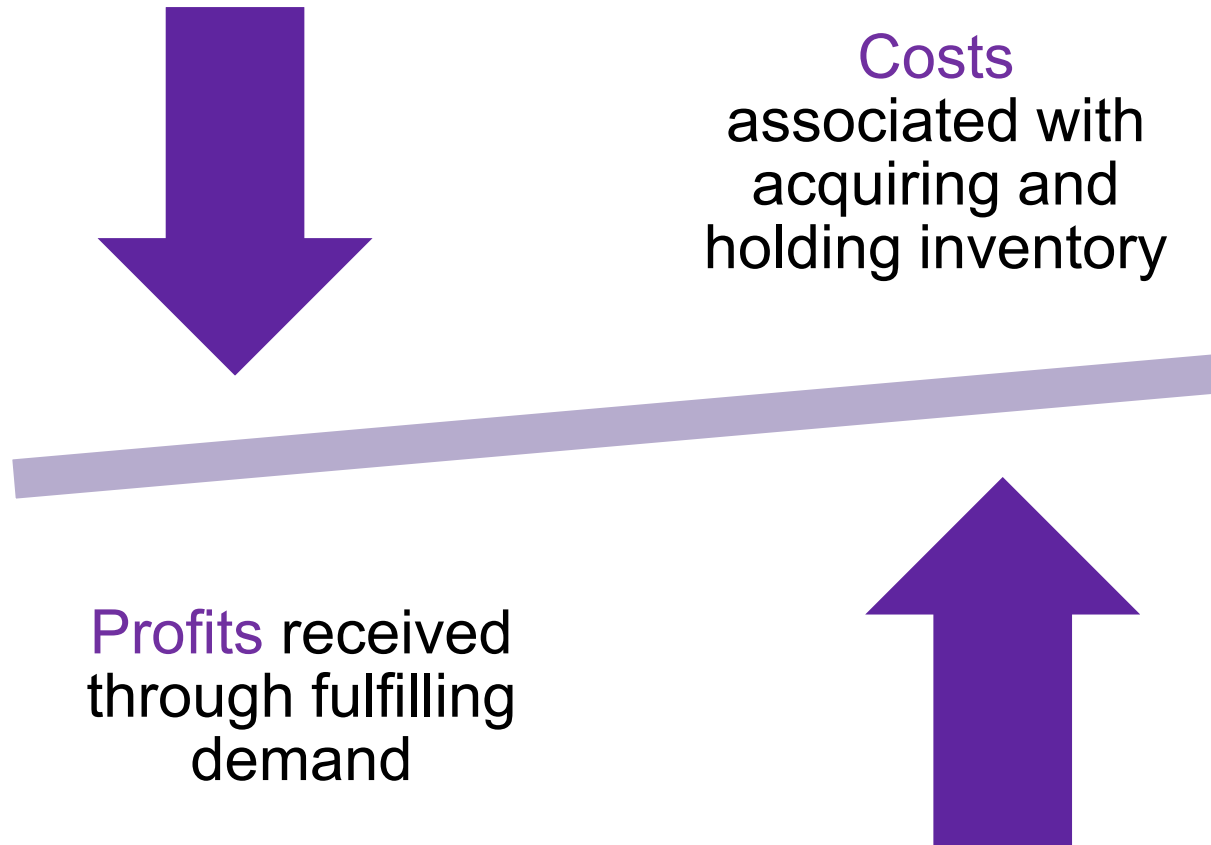 Costs
associated with
acquiring and
holding inventory
Profits received
through fulfilling
demand